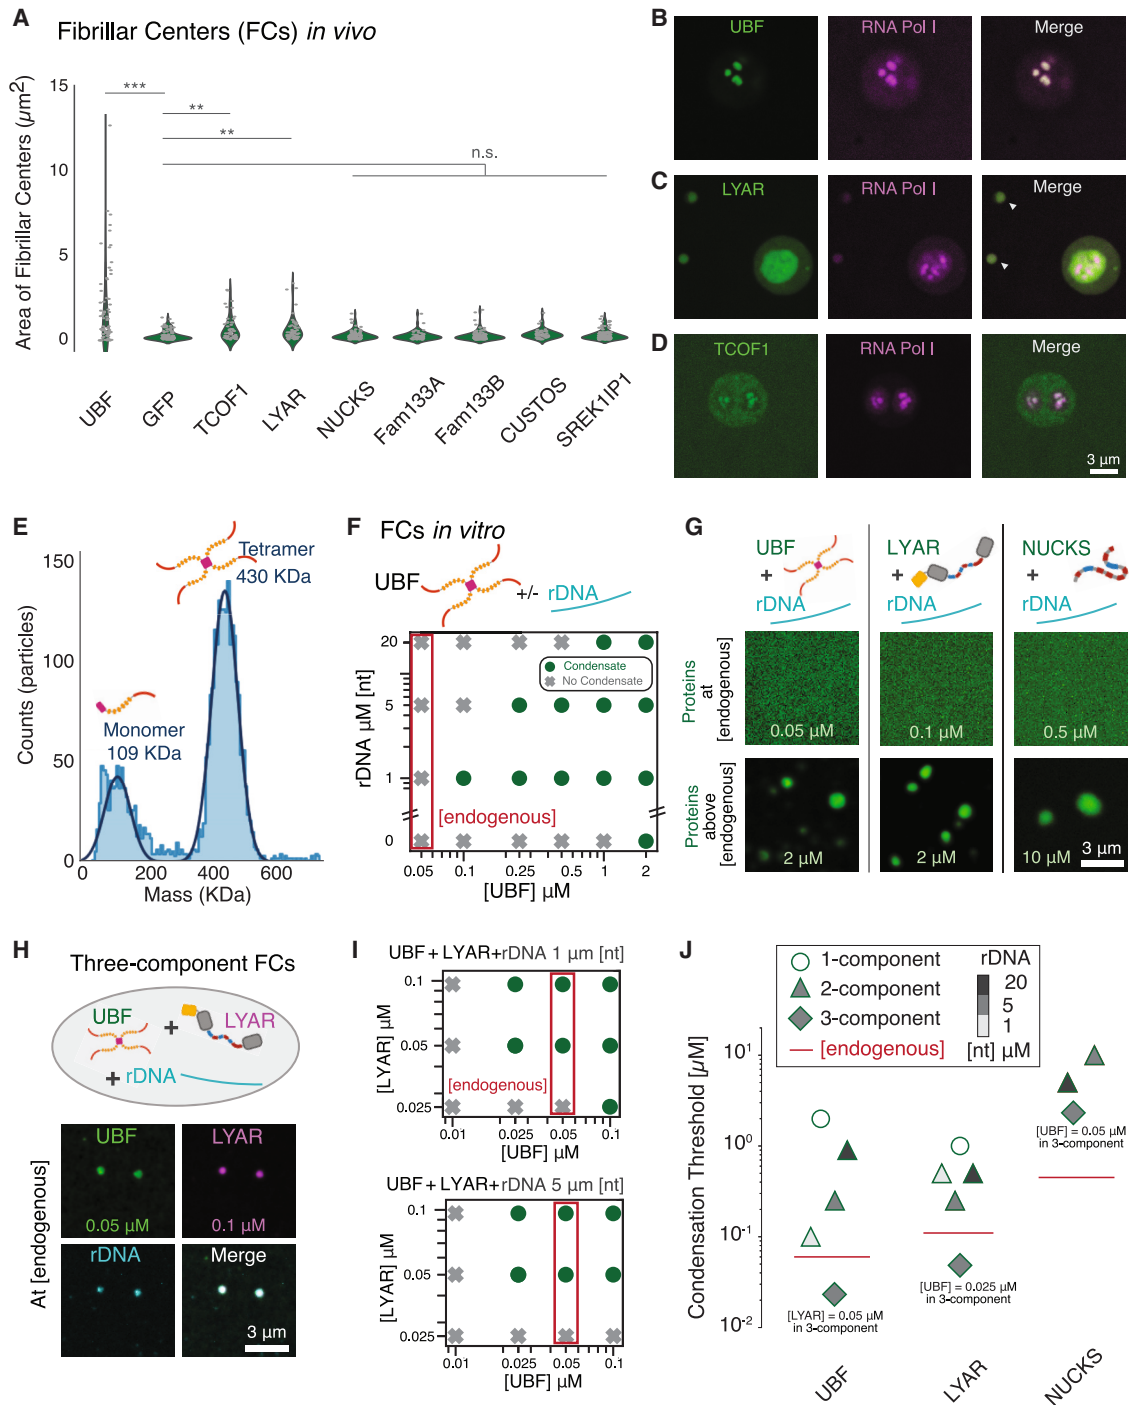 A
Fibrillar Centers (FCs) in vivo
Area of Fibrillar Centers (µm2)
15
10
5
0
***
**
**
n.s.
UBF
GFP
TCOF1
LYAR
NUCKS
Fam133A
Fam133B
CUSTOS
SREK1IP1
B
UBF
RNA Pol I
Merge
C
LYAR
RNA Pol I
Merge
D
TCOF1
RNA Pol I
Merge
3 µm
E
Counts (particles)
150
100
50
0
Tetramer
430 KDa
Monomer
109 KDa
0
200
400
600
Mass (KDa)
F
FCs in vitro
UBF
+/-
rDNA
rDNA µM [nt]
20
5
1
0
Condensate
No Condensate
[endogenous]
0.05
0.1
0.25
0.5
1
2
[UBF] µM
G
UBF
+
rDNA
LYAR
+
rDNA
NUCKS
+
rDNA
Proteins
at
[endogenous]
0.05 µM
0.1 µM
0.5 µM
Proteins
above
[endogenous]
2 µM
2 µM
10 µM
3 µm
H
Three-component FCs
UBF
+
LYAR
+ rDNA
At [endogenous]
UBF
0.05 µM
LYAR
0.1 µM
rDNA
Merge
3 µm
I
UBF + LYAR+rDNA 1 µm [nt]
[LYAR] µM
0.1
0.05
0.025
[endogenous]
0.01
0.025
0.05
0.1
[UBF] µM
UBF + LYAR+rDNA 5 µm [nt]
[LYAR] µM
0.1
0.05
0.025
0.01
0.025
0.05
0.1
[UBF] µM
J
1-component
2-component
3-component
[endogenous]
rDNA
20
5
1
[nt] µM
Condensation Threshold [µM]
10^1
10^0
10^-1
10^-2
[LYAR] = 0.05 µM
in 3-component
[UBF] = 0.025 µM
in 3-component
[UBF] = 0.05 µM
in 3-component
UBF
LYAR
NUCKS